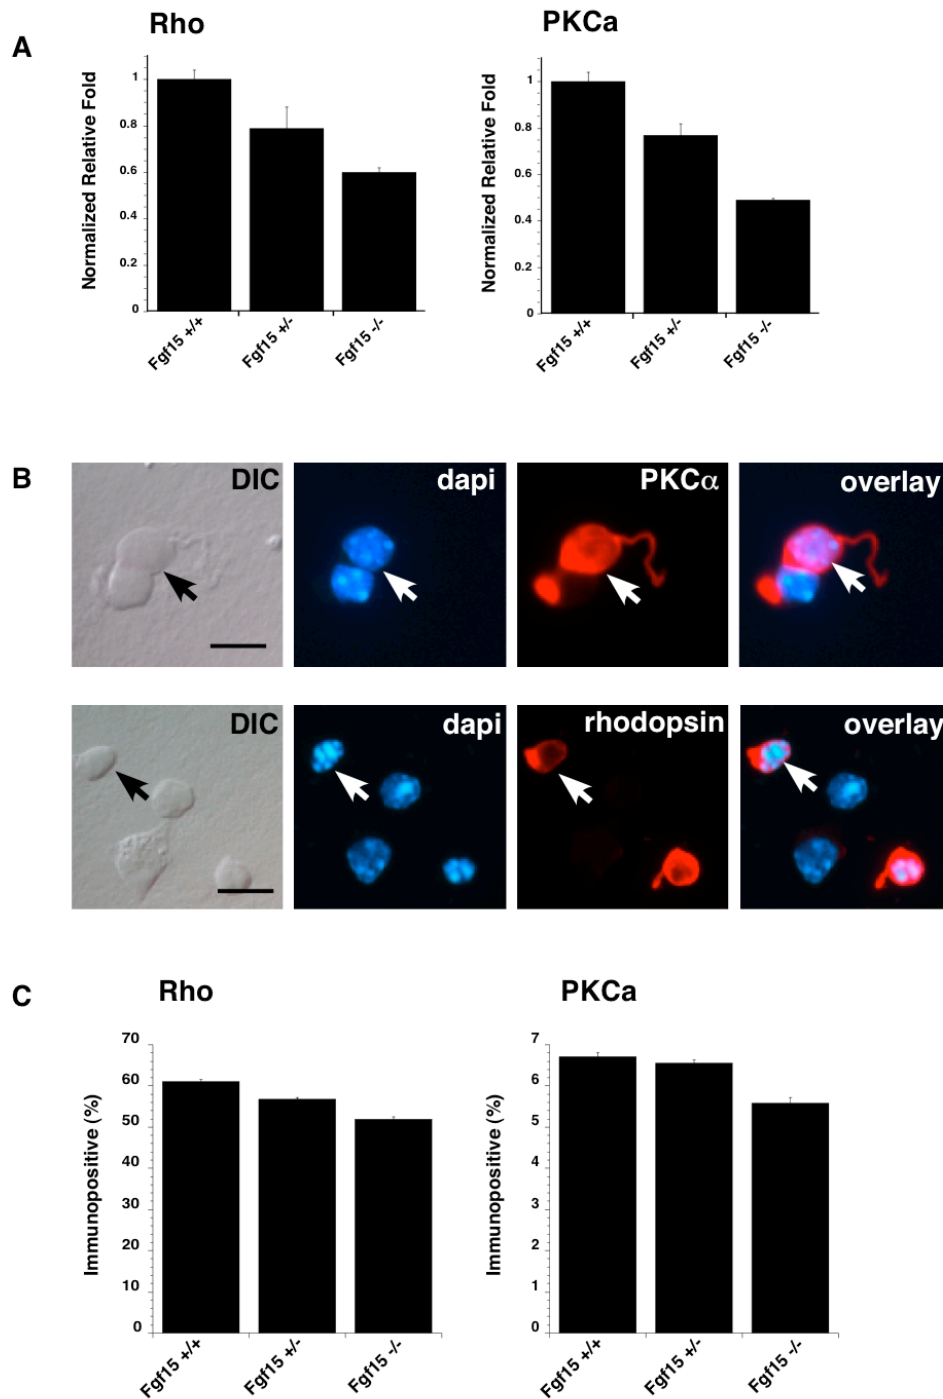 A
Rho
Normalized Relative Fold
1
0.8
0.6
0.4
0.2
0
Fgf15 +/+
Fgf15 +/-
Fgf15 -/-
PKCa
Normalized Relative Fold
1
0.8
0.6
0.4
0.2
0
Fgf15 +/+
Fgf15 +/-
Fgf15 -/-
B
DIC
dapi
PKCα
overlay
DIC
dapi
rhodopsin
overlay
C
Rho
Immunopositive (%)
70
60
50
40
30
20
10
0
Fgf15 +/+
Fgf15 +/-
Fgf15 -/-
PKCa
Immunopositive (%)
7
6
5
4
3
2
1
0
Fgf15 +/+
Fgf15 +/-
Fgf15 -/-